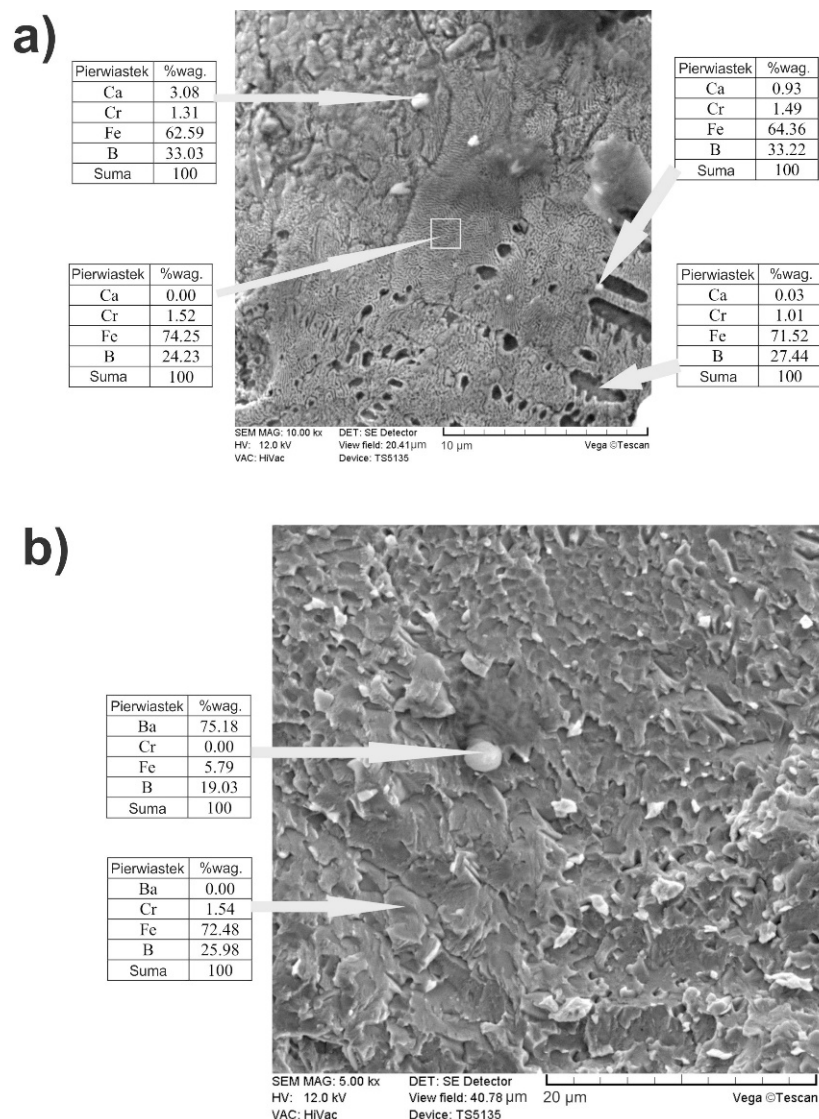 a)
Pierwiastek %wag.
Ca 3.08
Cr 1.31
Fe 62.59
B 33.03
Suma 100
Pierwiastek %wag.
Ca 0.93
Cr 1.49
Fe 64.36
B 33.22
Suma 100
Pierwiastek %wag.
Ca 0.00
Cr 1.52
Fe 74.25
B 24.23
Suma 100
Pierwiastek %wag.
Ca 0.03
Cr 1.01
Fe 71.52
B 27.44
Suma 100
SEM MAG: 10.00 kx DET: SE Detector
HV: 12.0 kV View field: 20.41µm 10 µm
VAC: HiVac Device: TS5135 Vega ©Tescan
b)
Pierwiastek %wag.
Ba 75.18
Cr 0.00
Fe 5.79
B 19.03
Suma 100
Pierwiastek %wag.
Ba 0.00
Cr 1.54
Fe 72.48
B 25.98
Suma 100
SEM MAG: 5.00 kx DET: SE Detector
HV: 12.0 kV View field: 40.78 µm 20 µm
VAC: HiVac Device: TS5135 Vega ©Tescan